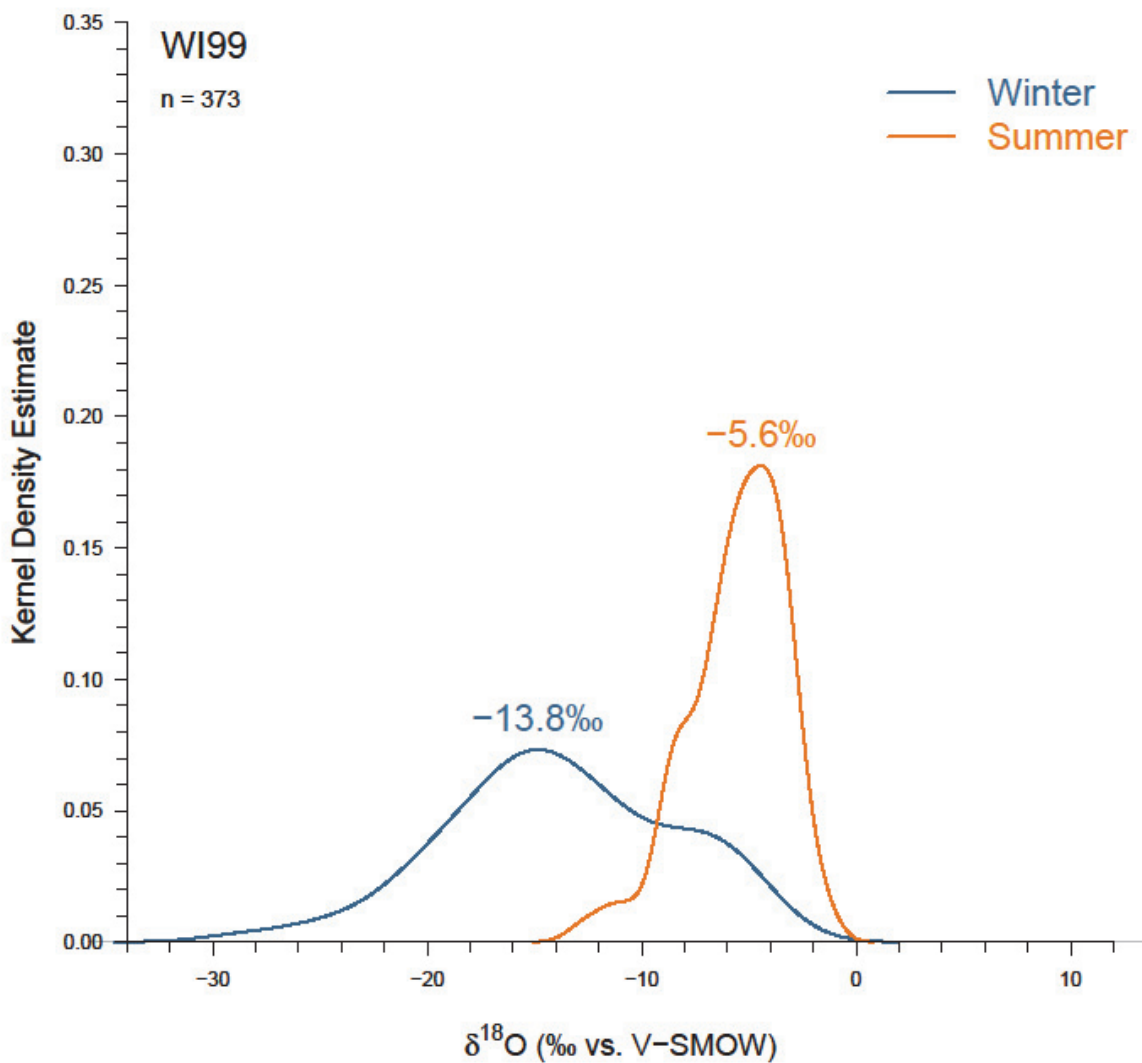 WI99
n = 373
Winter
Summer
0.35
0.30
0.25
0.20
0.15
0.10
0.05
0.00
Kernel Density Estimate
−5.6‰
−13.8‰
−30
−20
−10
0
10
δ¹⁸O (‰ vs. V−SMOW)